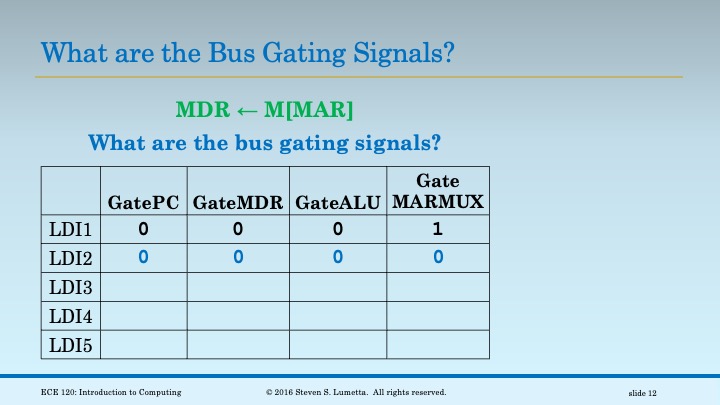 What are the Bus Gating Signals?
MDR ← M[MAR]
What are the bus gating signals?
GatePC GateMDR GateALU Gate MARMUX
LDI1 0 0 0 1
LDI2 0 0 0 0
LDI3
LDI4
LDI5
ECE 120: Introduction to Computing © 2016 Steven S. Lumetta. All rights reserved. slide 12